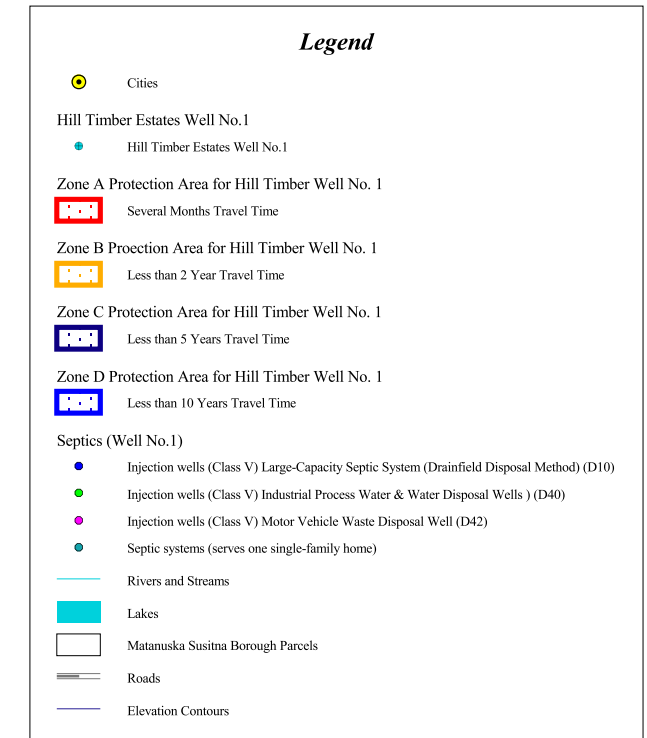 Legend
Cities
Hill Timber Estates Well No.1
Hill Timber Estates Well No.1
Zone A Protection Area for Hill Timber Well No. 1
Several Months Travel Time
Zone B Proection Area for Hill Timber Well No. 1
Less than 2 Year Travel Time
Zone C Protection Area for Hill Timber Well No. 1
Less than 5 Years Travel Time
Zone D Protection Area for Hill Timber Well No. 1
Less than 10 Years Travel Time
Septics (Well No.1)
Injection wells (Class V) Large-Capacity Septic System (Drainfield Disposal Method) (D10)
Injection wells (Class V) Industrial Process Water & Water Disposal Wells ) (D40)
Injection wells (Class V) Motor Vehicle Waste Disposal Well (D42)
Septic systems (serves one single-family home)
Rivers and Streams
Lakes
Matanuska Susitna Borough Parcels
Roads
Elevation Contours